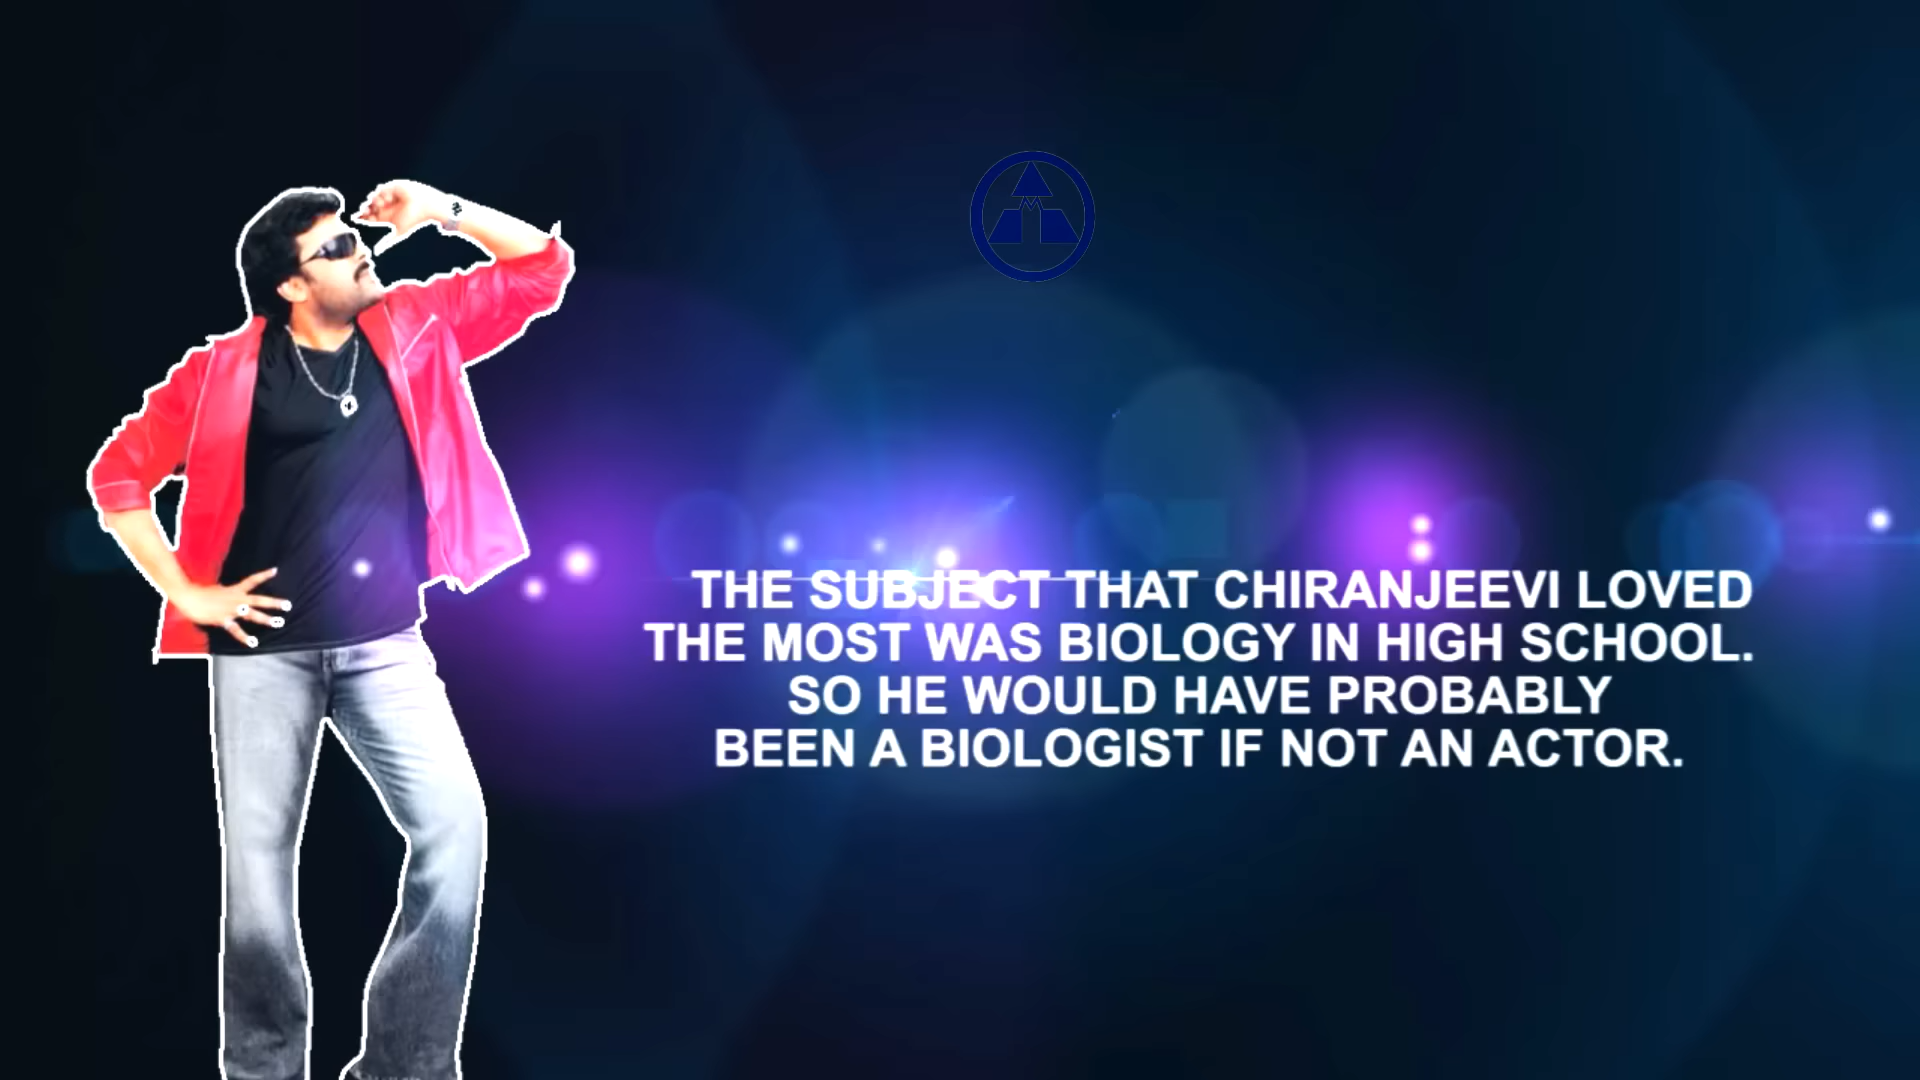 THE SUBJECT THAT CHIRANJEEVI LOVED
THE MOST WAS BIOLOGY IN HIGH SCHOOL.
SO HE WOULD HAVE PROBABLY
BEEN A BIOLOGIST IF NOT AN ACTOR.